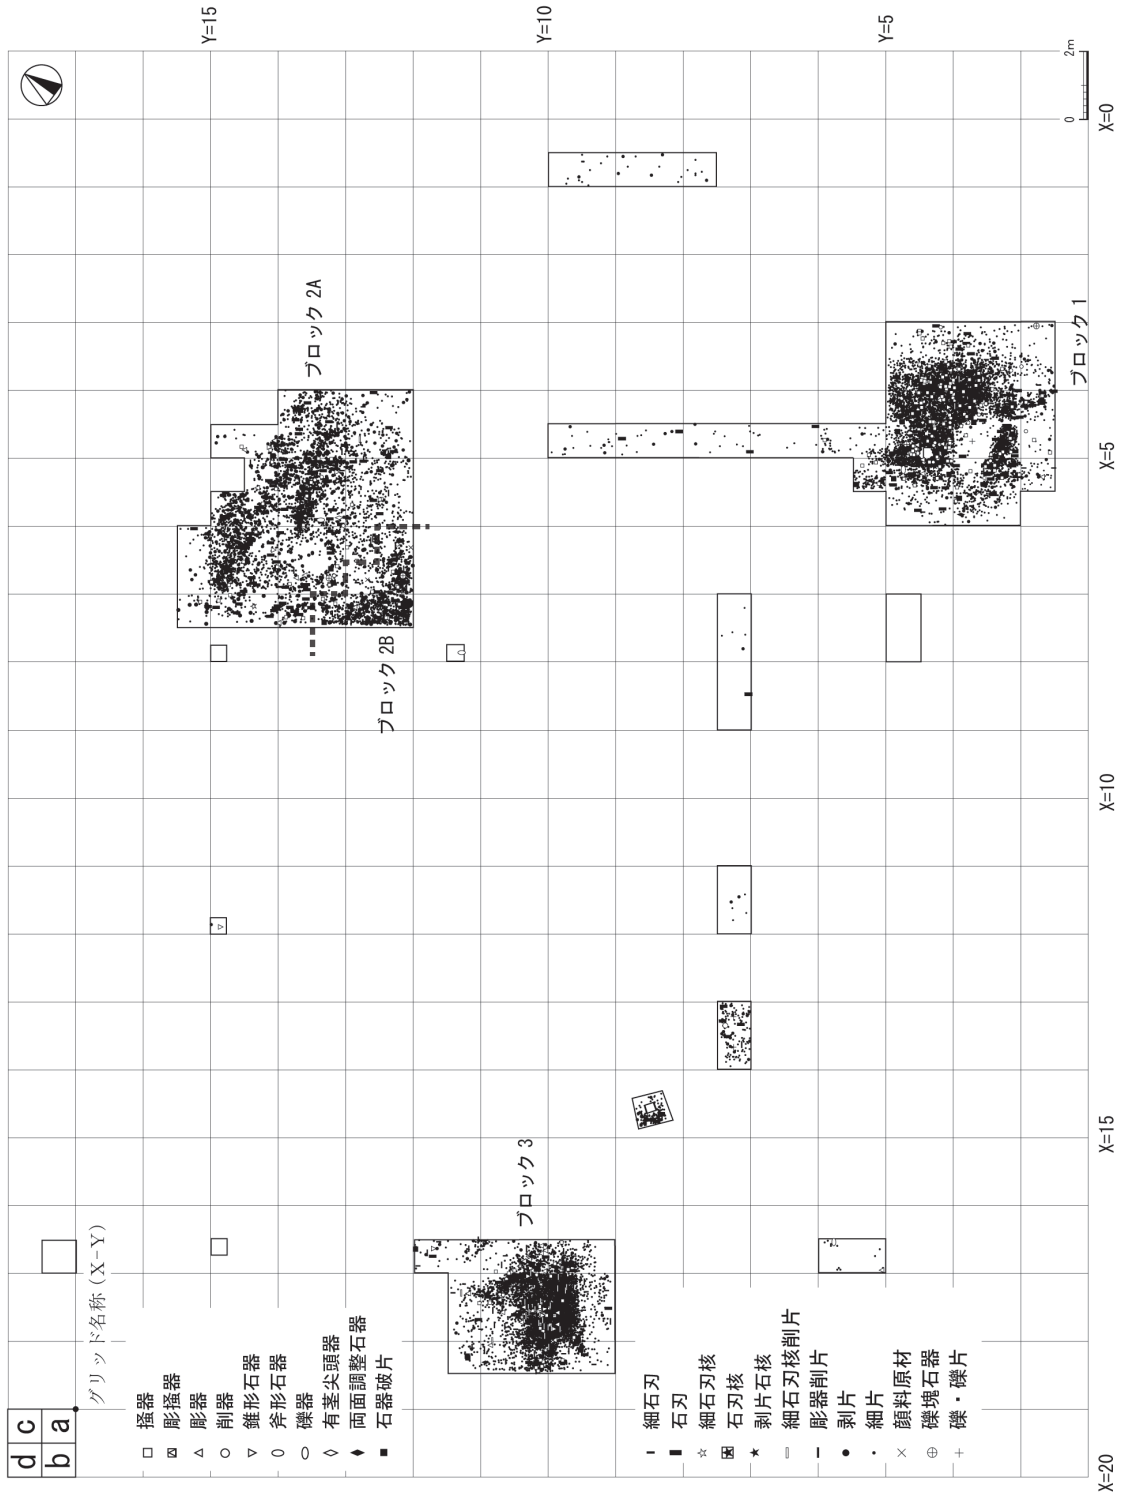 Y=15
Y=10
Y=5
0 2m
X=0
X=5
X=10
X=15
X=20
ブロック 2A
ブロック 2B
ブロック 1
ブロック 3
d c
b a
グリッド名称 (X-Y)
掻器
彫掻器
彫器
削器
錐形石器
斧形石器
礫器
有茎尖頭器
両面調整石器
石器破片
細石刃
石刃
細石刃核
石刃核
剥片石核
細石刃核削片
彫器削片
剥片
細片
顔料原材
礫塊石器
礫・礫片